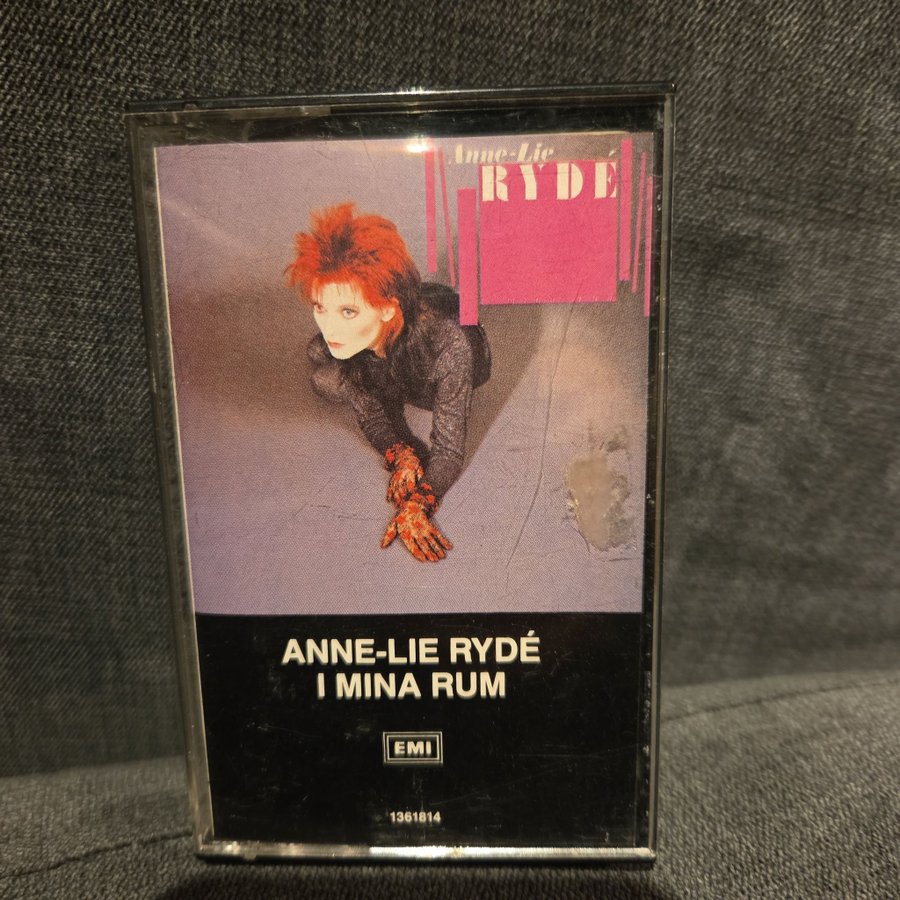 Anne-Lie
RYDÉ
ANNE-LIE RYDÉ
I MINA RUM
EMI
1361814